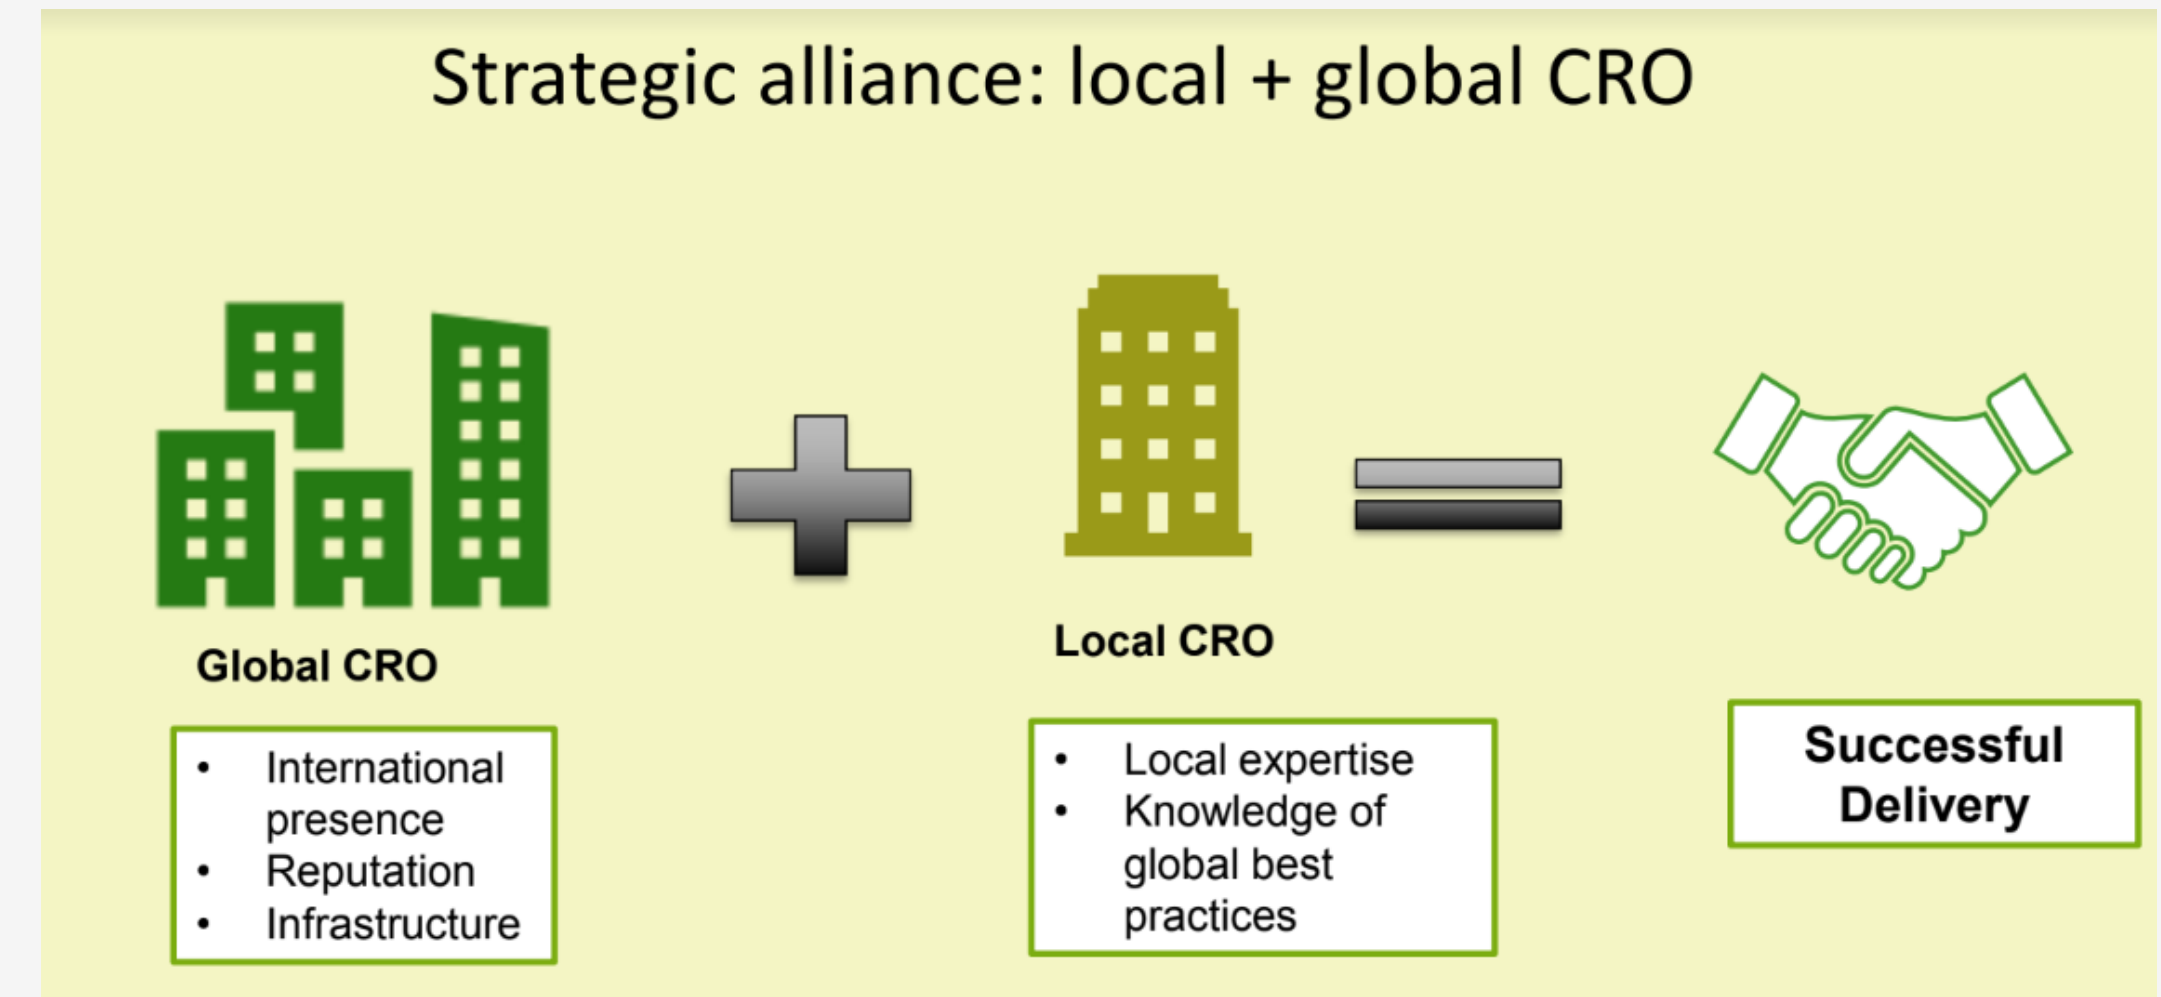 Strategic alliance: local + global CRO
Global CRO
• International
presence
• Reputation
• Infrastructure
Local CRO
• Local expertise
• Knowledge of
global best
practices
Successful
Delivery